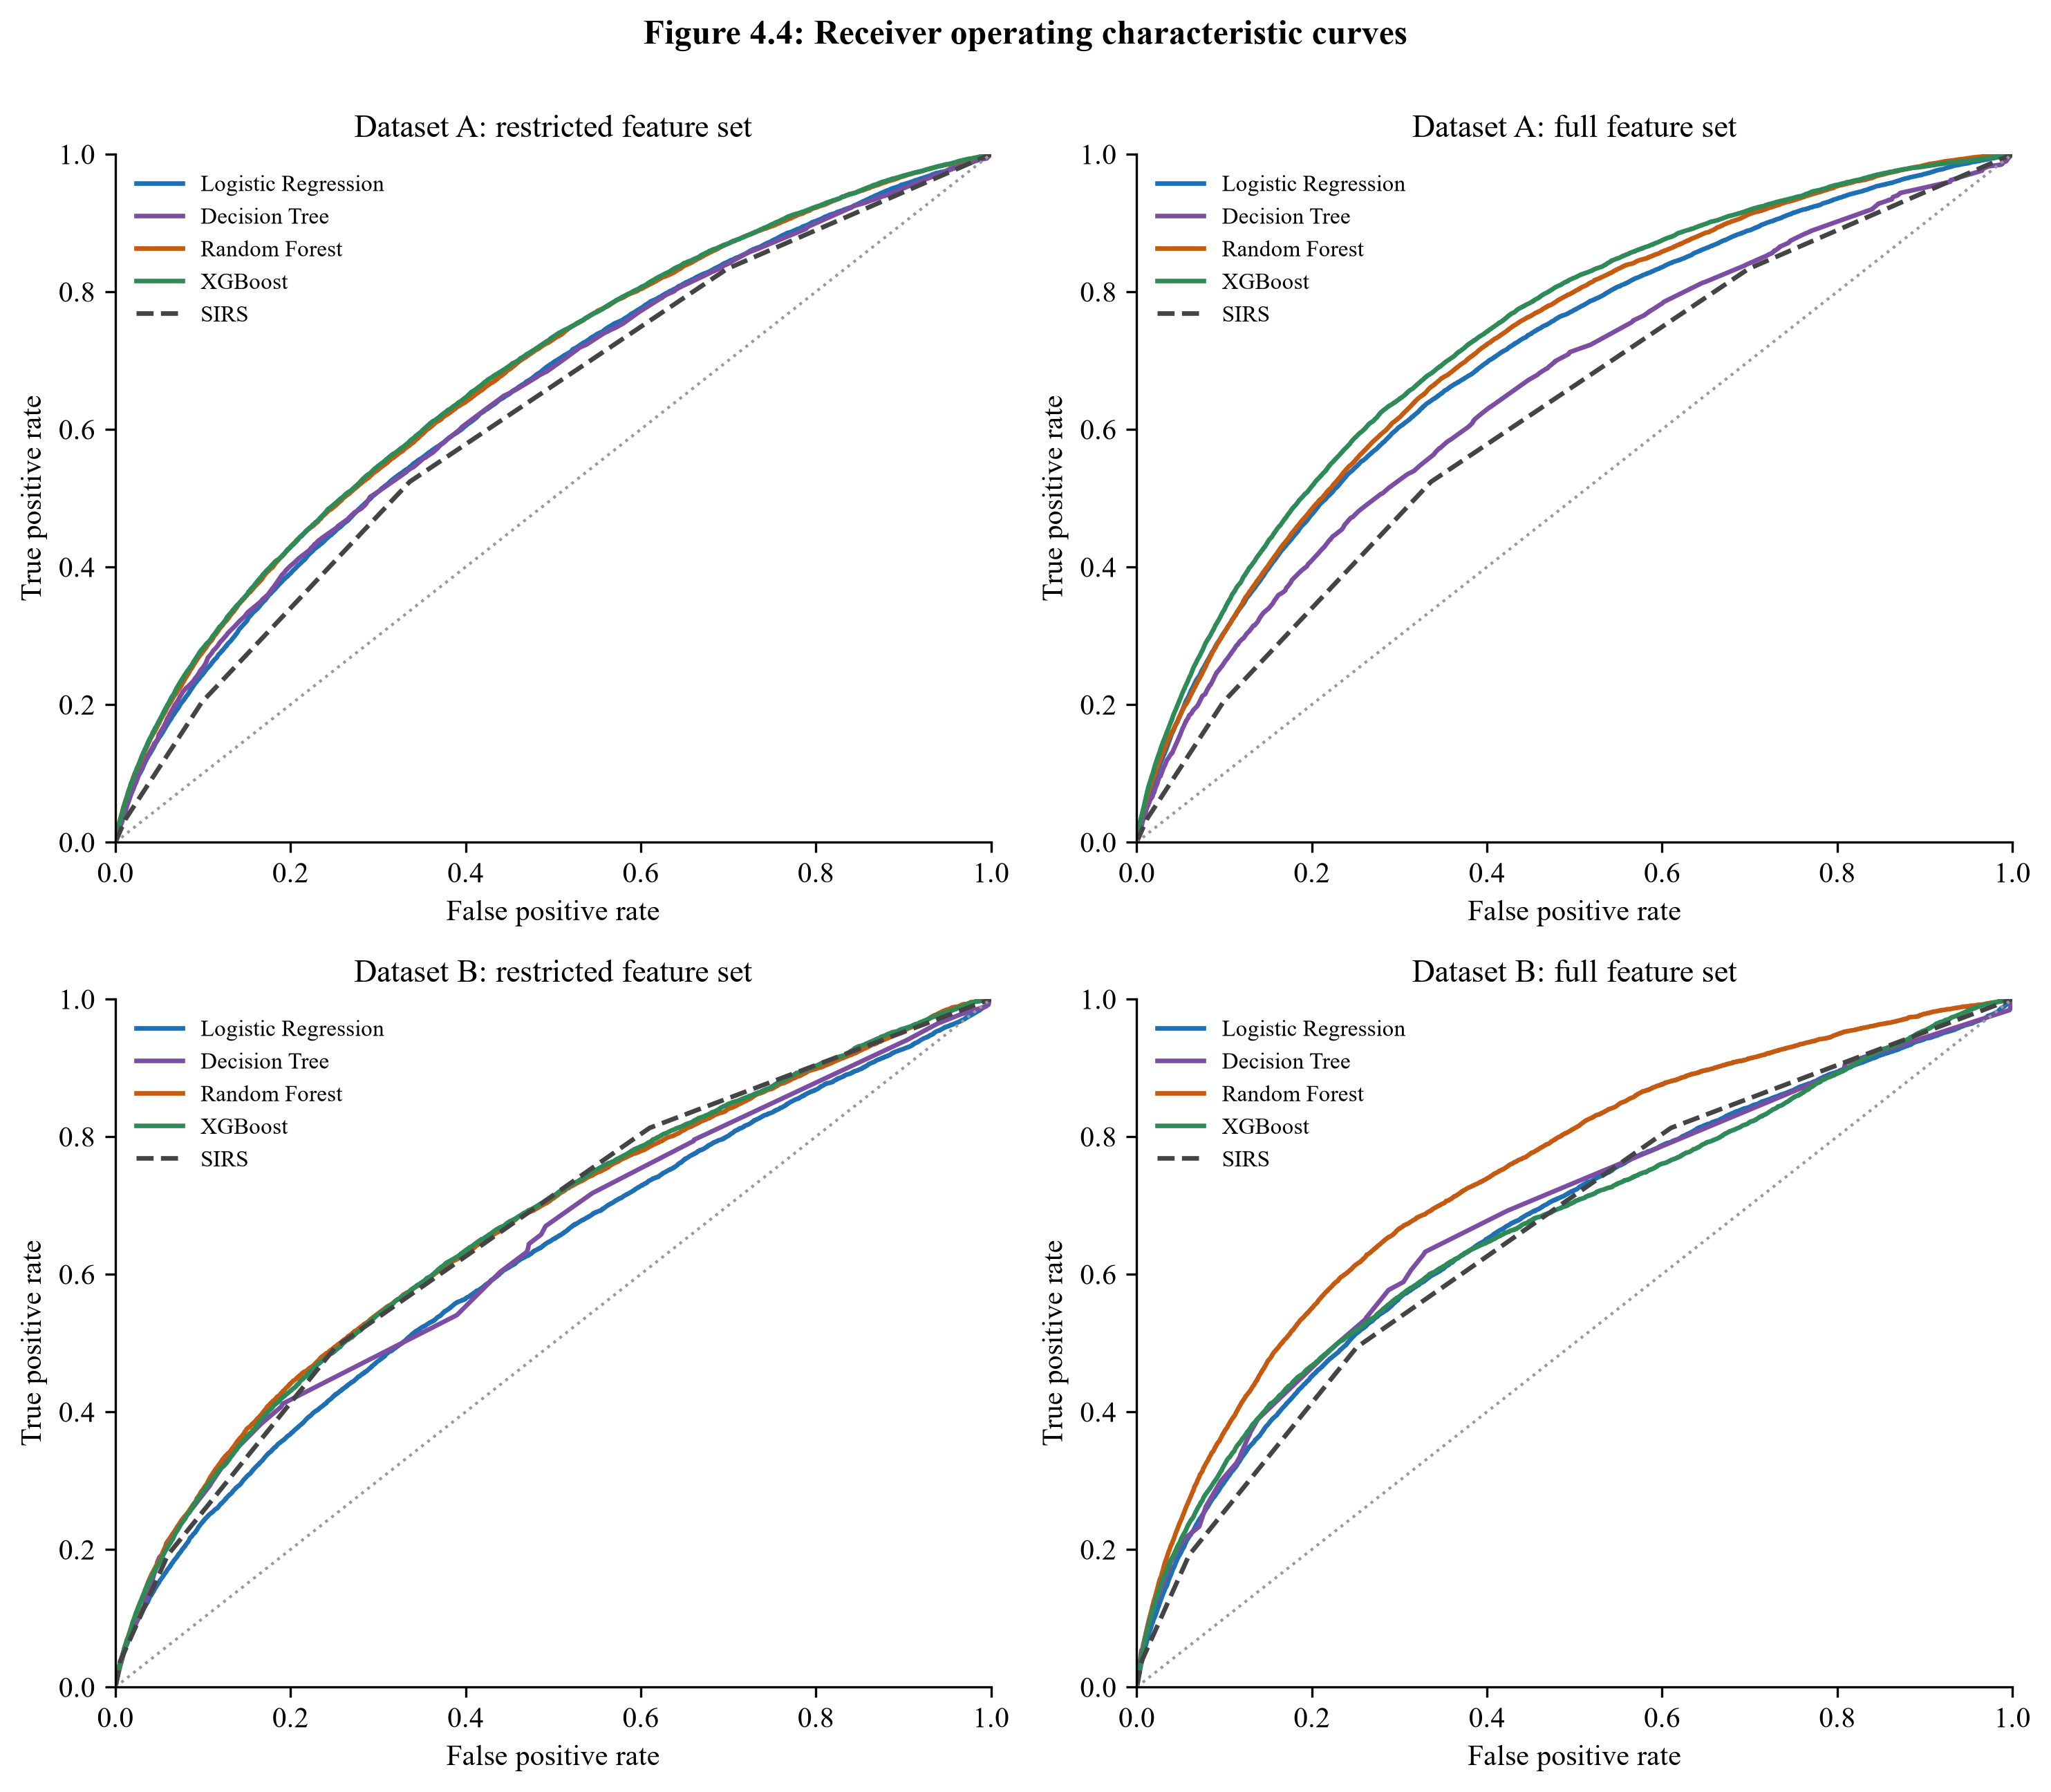 Figure 4.4: Receiver operating characteristic curves
Dataset A: restricted feature set
1.0
0.8
0.6
0.4
0.2
0.0
True positive rate
Logistic Regression
Decision Tree
Random Forest
XGBoost
SIRS
0.0 0.2 0.4 0.6 0.8 1.0
False positive rate
Dataset A: full feature set
1.0
0.8
0.6
0.4
0.2
0.0
True positive rate
Logistic Regression
Decision Tree
Random Forest
XGBoost
SIRS
0.0 0.2 0.4 0.6 0.8 1.0
False positive rate
Dataset B: restricted feature set
1.0
0.8
0.6
0.4
0.2
0.0
True positive rate
Logistic Regression
Decision Tree
Random Forest
XGBoost
SIRS
0.0 0.2 0.4 0.6 0.8 1.0
False positive rate
Dataset B: full feature set
1.0
0.8
0.6
0.4
0.2
0.0
True positive rate
Logistic Regression
Decision Tree
Random Forest
XGBoost
SIRS
0.0 0.2 0.4 0.6 0.8 1.0
False positive rate